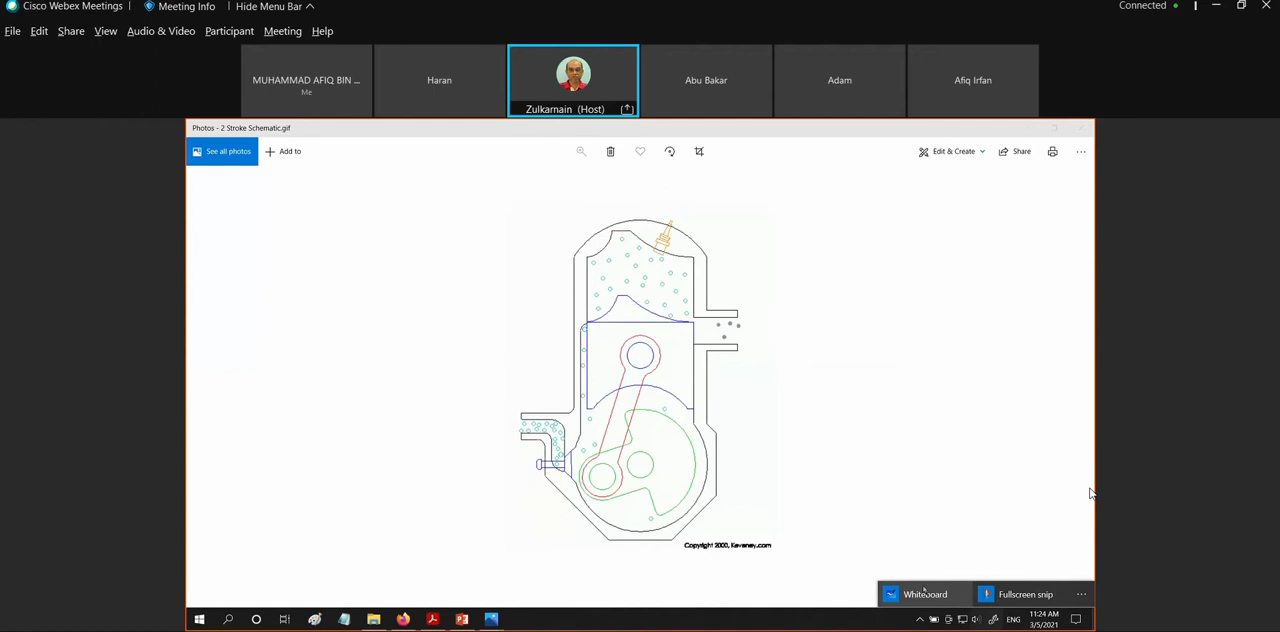 Cisco Webex Meetings | Meeting Info | Hide Menu Bar Connected
File Edit Share View Audio & Video Participant Meeting Help
MUHAMMAD AFIQ BIN ...
Me
Haran
Zulkarnain (Host)
Abu Bakar
Adam
Afiq Irfan
Photos - 2 Stroke Schematic.gif
See all photos + Add to Edit & Create Share ...
Copyright 2000, Keveney.com
Whiteboard Fullscreen snip ...
ENG 11:24 AM
3/5/2021